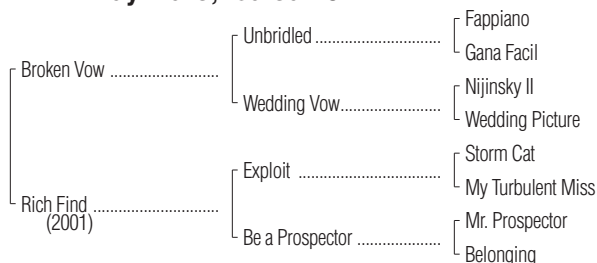 Fappiano
Unbridled
Gana Facil
Broken Vow
Nijinsky II
Wedding Vow
Wedding Picture
Storm Cat
Exploit
My Turbulent Miss
Rich Find
(2001)
Mr. Prospector
Be a Prospector
Belonging